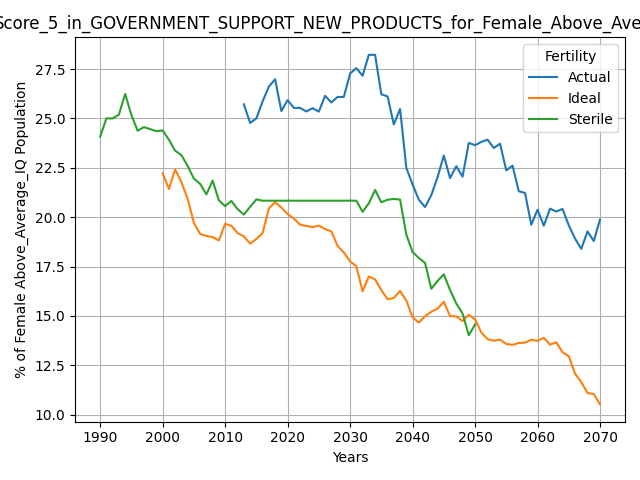 Score_5_in_GOVERNMENT_SUPPORT_NEW_PRODUCTS_for_Female_Above_Ave
Fertility
Actual
Ideal
Sterile
% of Female Above_Average_IQ Population
27.5
25.0
22.5
20.0
17.5
15.0
12.5
10.0
1990 2000 2010 2020 2030 2040 2050 2060 2070
Years